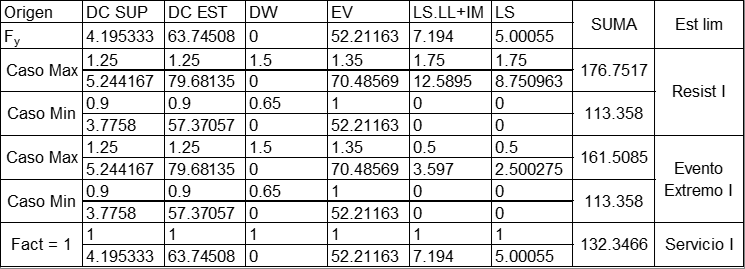 Origen DC SUP DC EST DW EV LS.LL+IM LS SUMA Est lim
Fy 4.195333 63.74508 0 52.21163 7.194 5.00055
Caso Max 1.25 1.25 1.5 1.35 1.75 1.75 176.7517 Resist I
5.244167 79.68135 0 70.48569 12.5895 8.750963
Caso Min 0.9 0.9 0.65 1 0 0 113.358
3.7758 57.37057 0 52.21163 0 0
Caso Max 1.25 1.25 1.5 1.35 0.5 0.5 161.5085 Evento Extremo I
5.244167 79.68135 0 70.48569 3.597 2.500275
Caso Min 0.9 0.9 0.65 1 0 0 113.358
3.7758 57.37057 0 52.21163 0 0
Fact = 1 1 1 1 1 1 1 132.3466 Servicio I
4.195333 63.74508 0 52.21163 7.194 5.00055